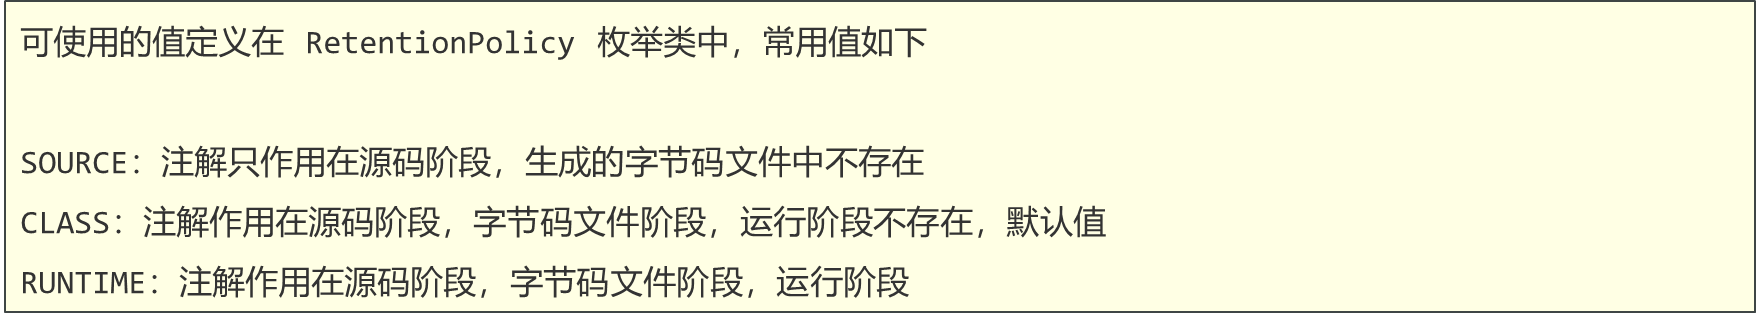 可使用的值定义在 RetentionPolicy 枚举类中，常用值如下
SOURCE：注解只作用在源码阶段，生成的字节码文件中不存在
CLASS：注解作用在源码阶段，字节码文件阶段，运行阶段不存在，默认值
RUNTIME：注解作用在源码阶段，字节码文件阶段，运行阶段